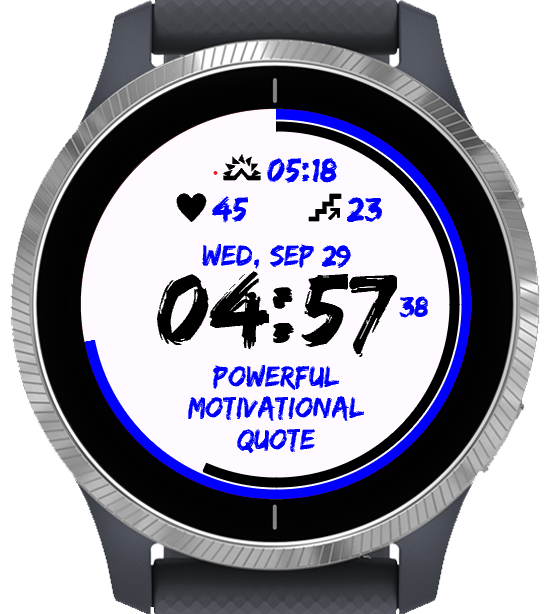 05:18
45 23
WED, SEP 29
04:57 38
POWERFUL
MOTIVATIONAL
QUOTE